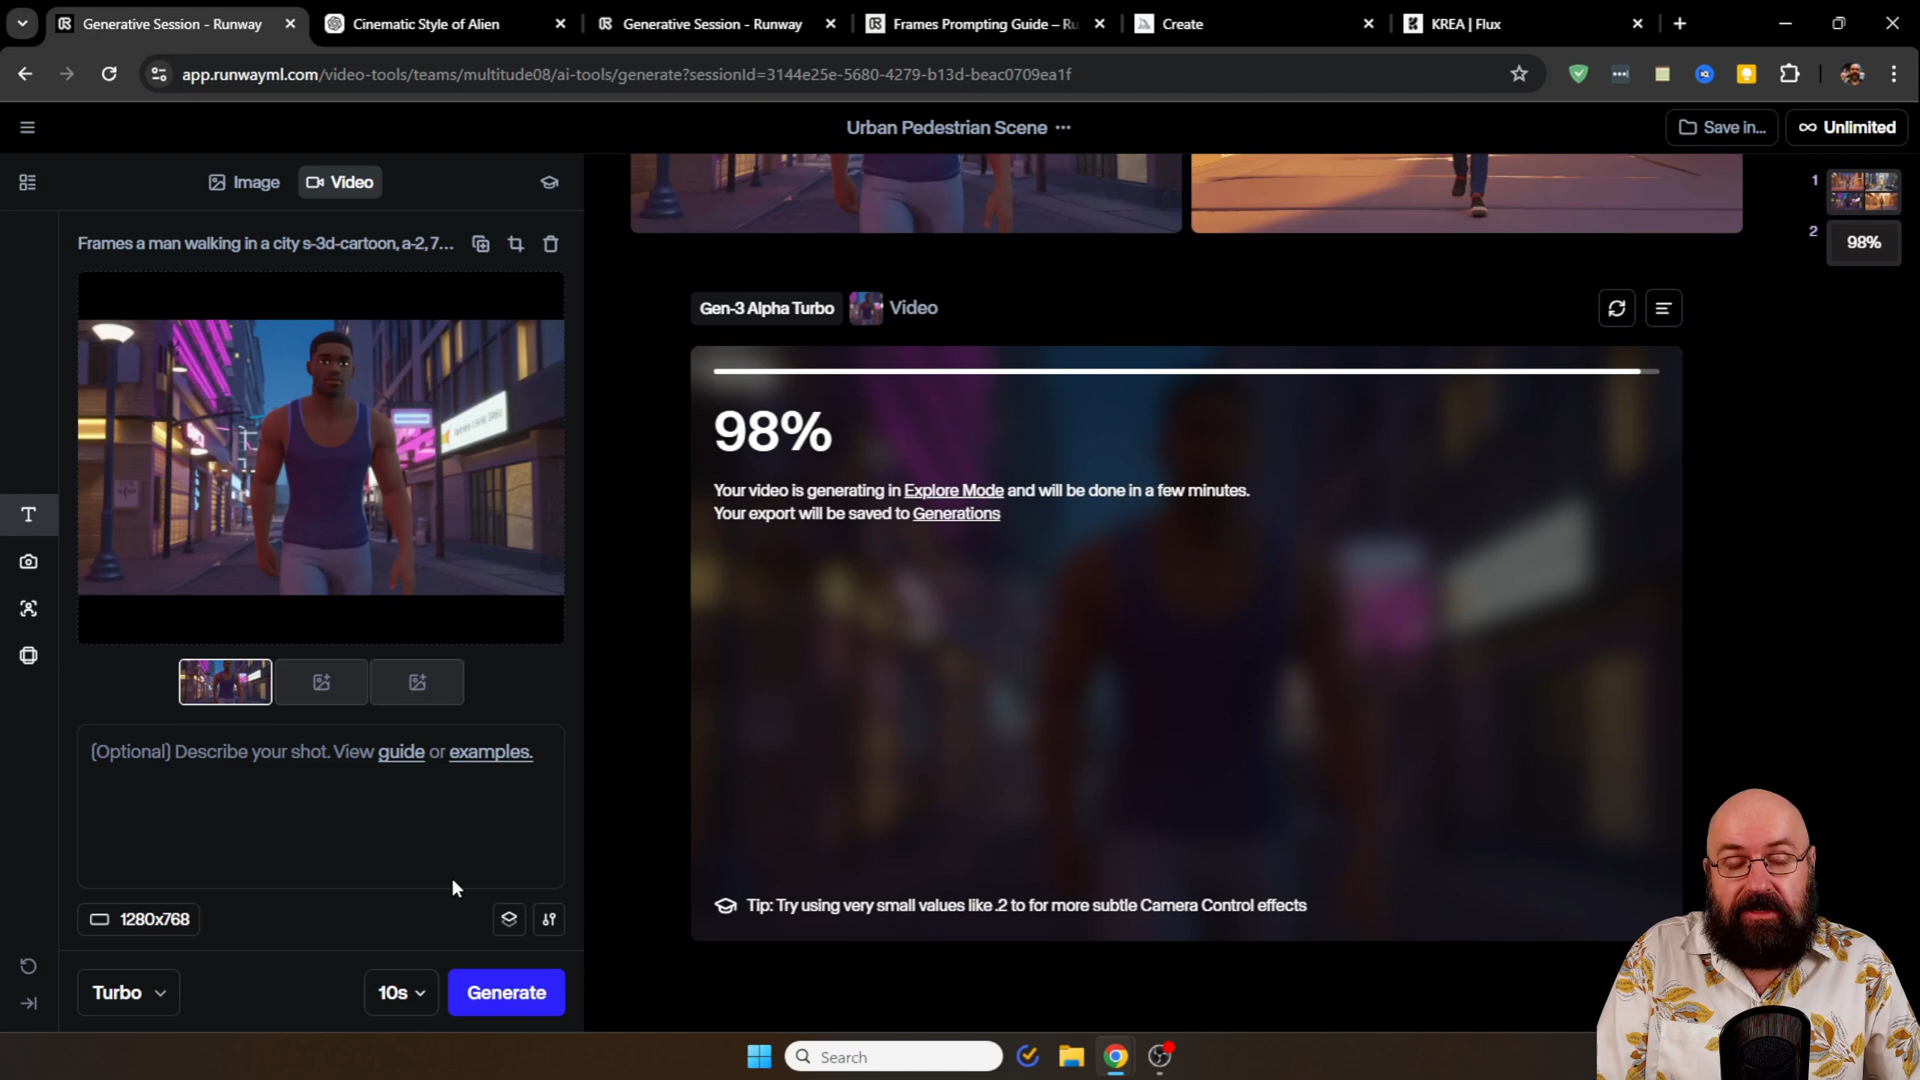 Generative Session - Runway
Cinematic Style of Alien
Generative Session - Runway
Frames Prompting Guide – Ru
Create
KREA | Flux
app.runwayml.com/video-tools/teams/multitude08/ai-tools/generate?sessionId=3144e25e-5680-4279-b13d-beac0709ea1f
Urban Pedestrian Scene ···
Save in...
Unlimited
Image
Video
1
2
98%
Frames a man walking in a city s-3d-cartoon, a-2, 7...
Gen-3 Alpha Turbo
Video
98%
Your video is generating in Explore Mode and will be done in a few minutes.
Your export will be saved to Generations
T
(Optional) Describe your shot. View guide or examples.
Tip: Try using very small values like .2 to for more subtle Camera Control effects
1280x768
Turbo
10s
Generate
Search